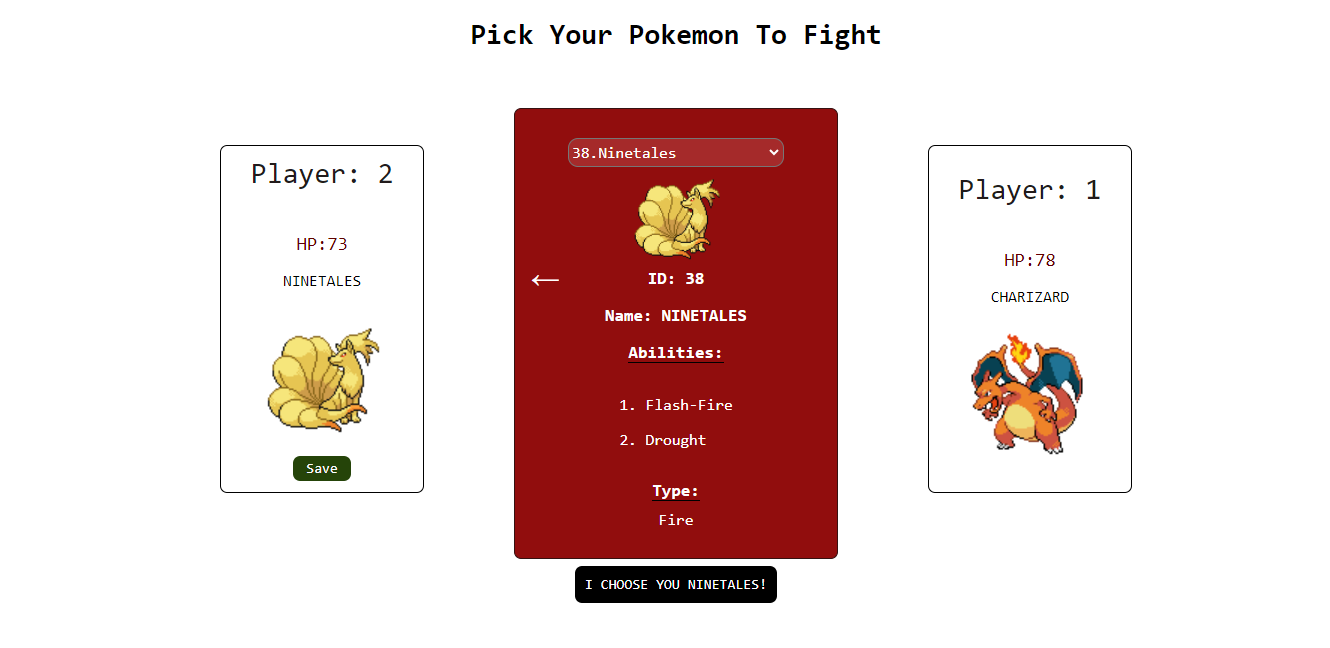 Pick Your Pokemon To Fight
Player: 2
HP:73
NINETALES
Save
38.Ninetales
←
ID: 38
Name: NINETALES
Abilities:
1. Flash-Fire
2. Drought
Type:
Fire
I CHOOSE YOU NINETALES!
Player: 1
HP:78
CHARIZARD